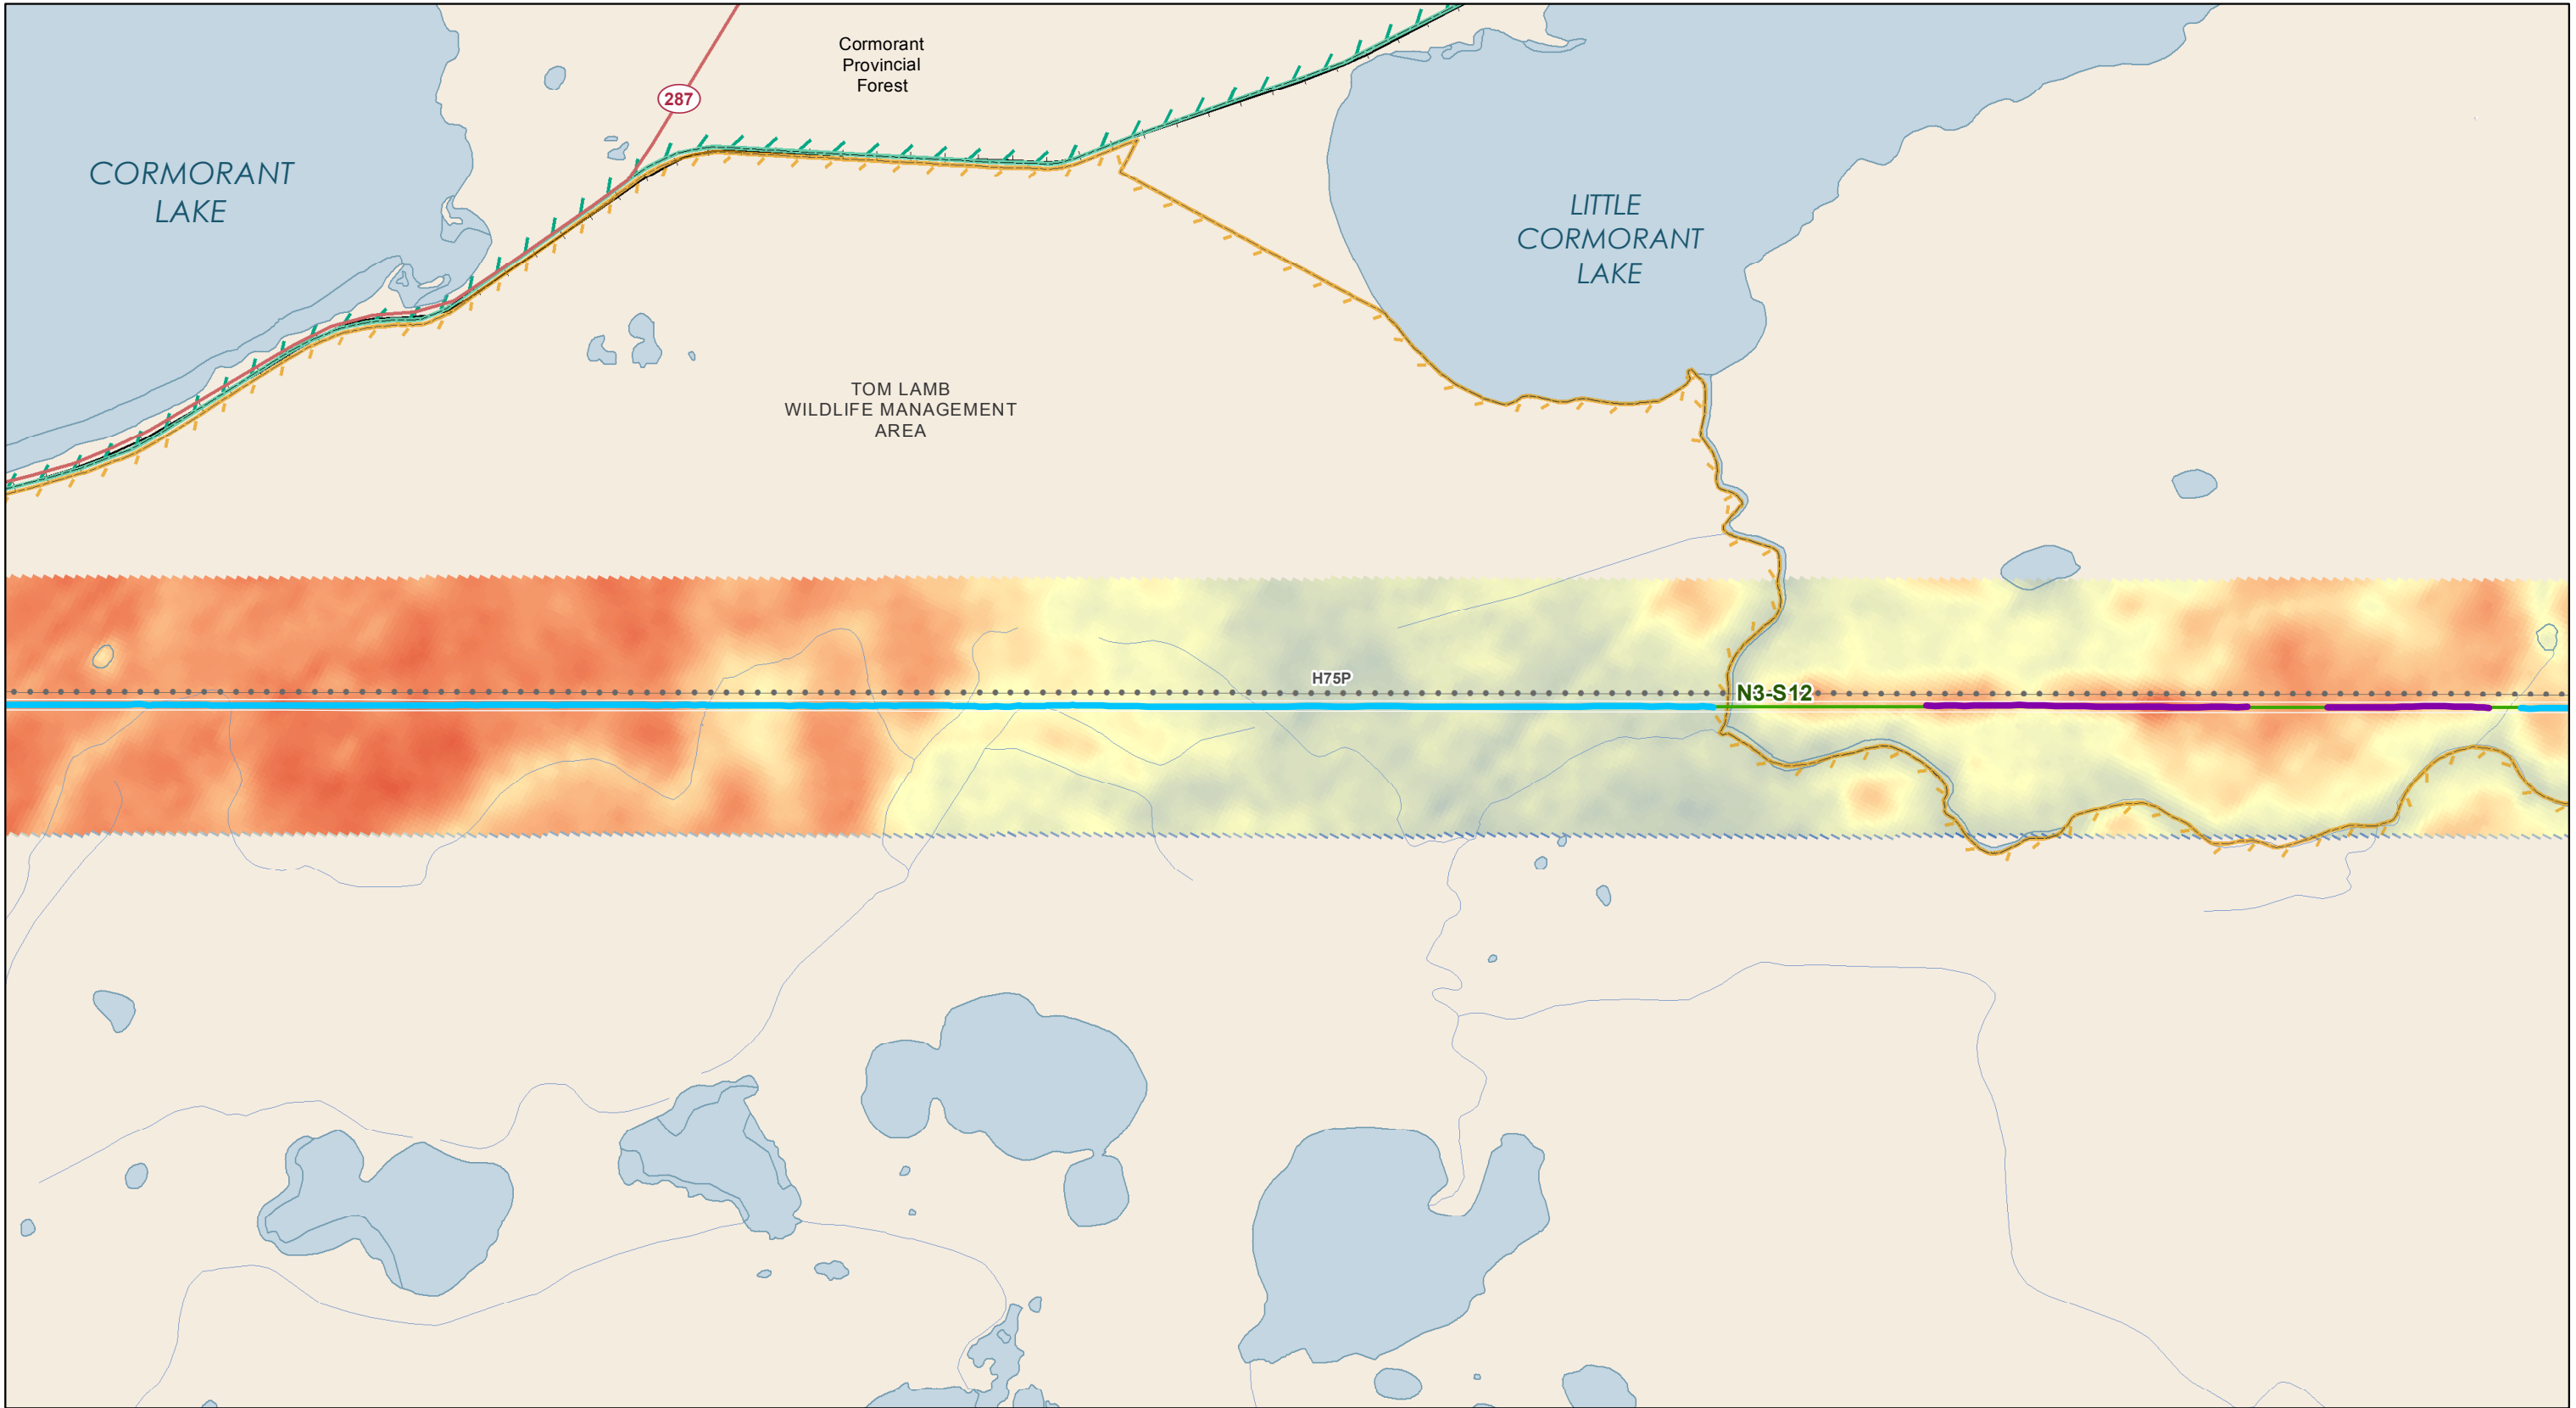 Cormorant
Provincial
Forest
287
CORMORANT
LAKE
LITTLE
CORMORANT
LAKE
TOM LAMB
WILDLIFE MANAGEMENT
AREA
H75P
N3-S12